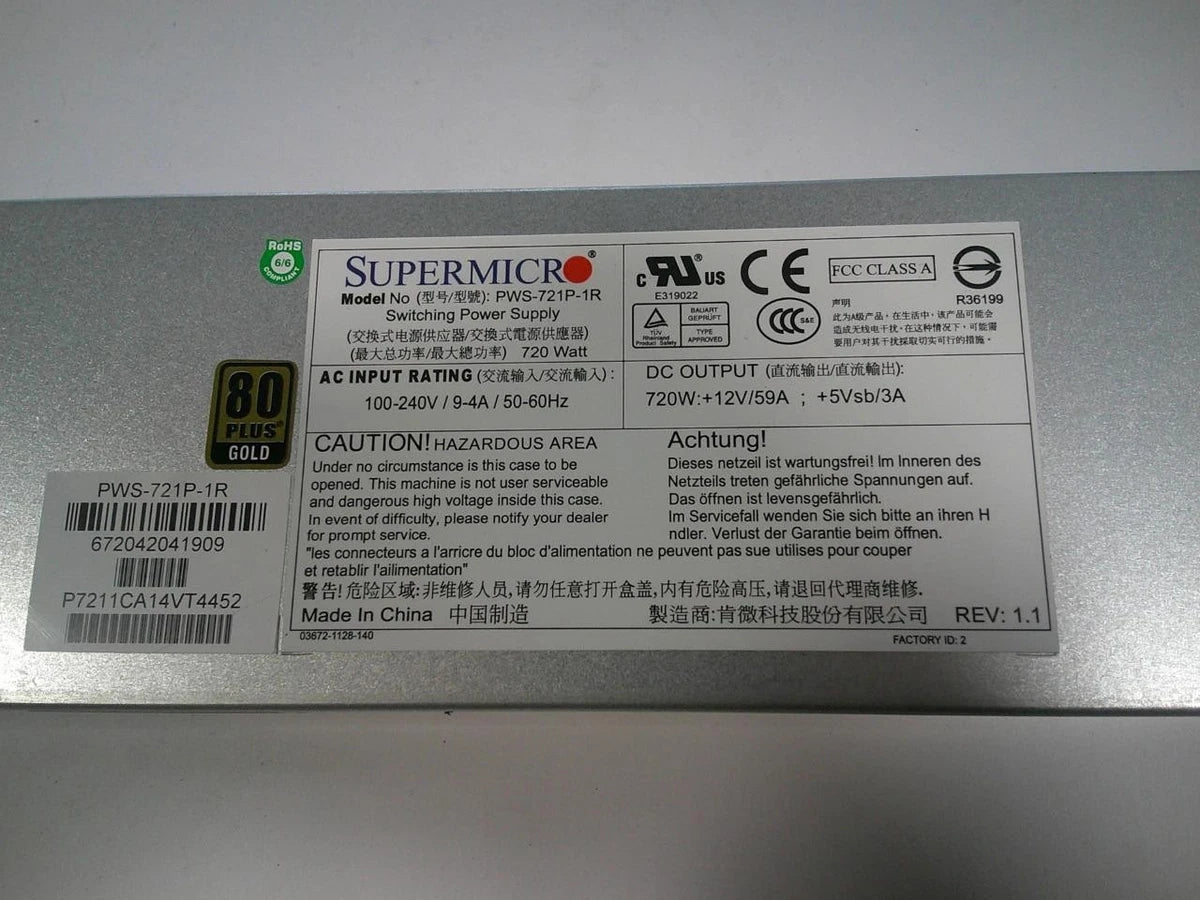 RoHS
6/6
COMPLIANT
80
PLUS
GOLD
PWS-721P-1R
672042041909
P7211CA14VT4452
SUPERMICRO®
Model No (型号/型號): PWS-721P-1R
Switching Power Supply
(交换式电源供应器/交換式電源供應器)
(最大总功率/最大總功率) 720 Watt
c RU® US
E319022
CE
FCC CLASS A
R36199
TÜV
Rheinland
Product Safety
BAUART
GEPRÜFT
TYPE
APPROVED
CCC S&E
声明
此为A级产品，在生活中，该产品可能会
造成无线电干扰。在这种情况下，可能需
要用户对其干扰采取切实可行的措施。
AC INPUT RATING (交流输入/交流輸入) :
100-240V / 9-4A / 50-60Hz
DC OUTPUT (直流输出/直流輸出):
720W:+12V/59A ; +5Vsb/3A
CAUTION! HAZARDOUS AREA
Under no circumstance is this case to be
opened. This machine is not user serviceable
and dangerous high voltage inside this case.
In event of difficulty, please notify your dealer
for prompt service.
Achtung!
Dieses netzeil ist wartungsfrei! Im Inneren des
Netzteils treten gefährliche Spannungen auf.
Das öffnen ist levensgefährlich.
Im Servicefall wenden Sie sich bitte an ihren H
ndler. Verlust der Garantie beim öffnen.
"les connecteurs a l'arricre du bloc d'alimentation ne peuvent pas sue utilises pour couper
et retablir l'ailimentation"
警告! 危险区域:非维修人员,请勿任意打开盒盖,内有危险高压,请退回代理商维修.
Made In China 中国制造
製造商:肯微科技股份有限公司 REV: 1.1
03672-1128-140
FACTORY ID: 2